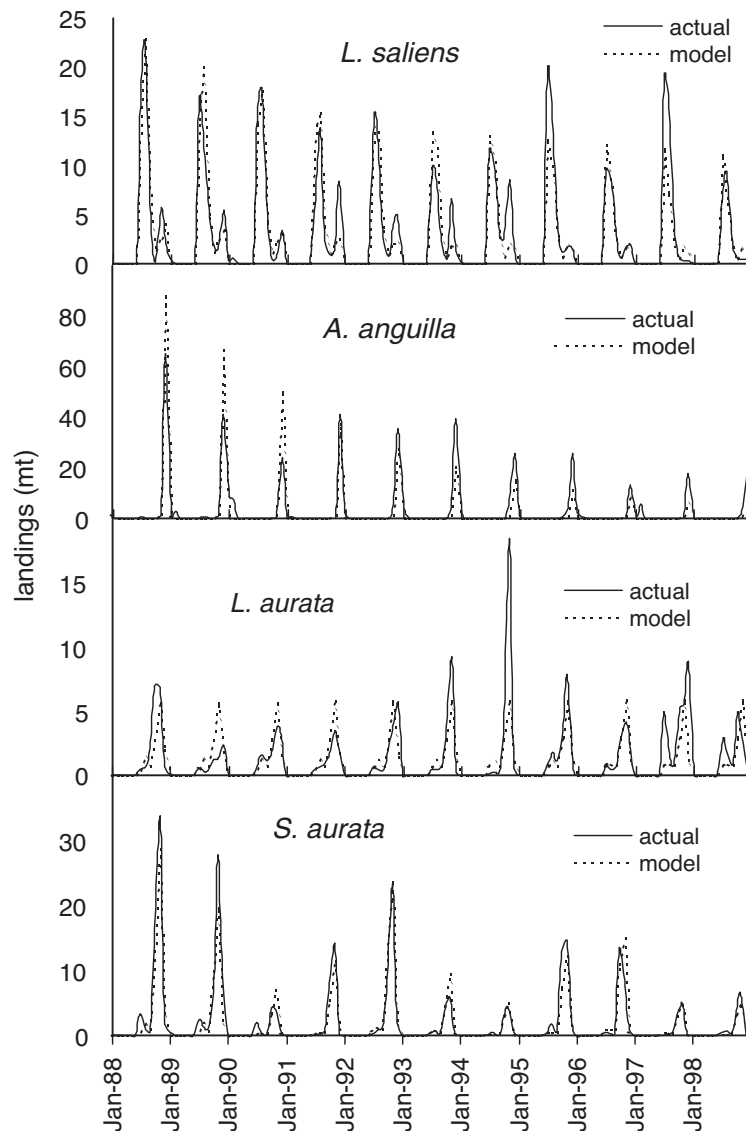 25
20
15
10
5
0
L. saliens
actual
model
80
60
40
20
0
A. anguilla
actual
model
landings (mt)
15
10
5
0
L. aurata
actual
model
30
20
10
0
S. aurata
actual
model
Jan-88
Jan-89
Jan-90
Jan-91
Jan-92
Jan-93
Jan-94
Jan-95
Jan-96
Jan-97
Jan-98